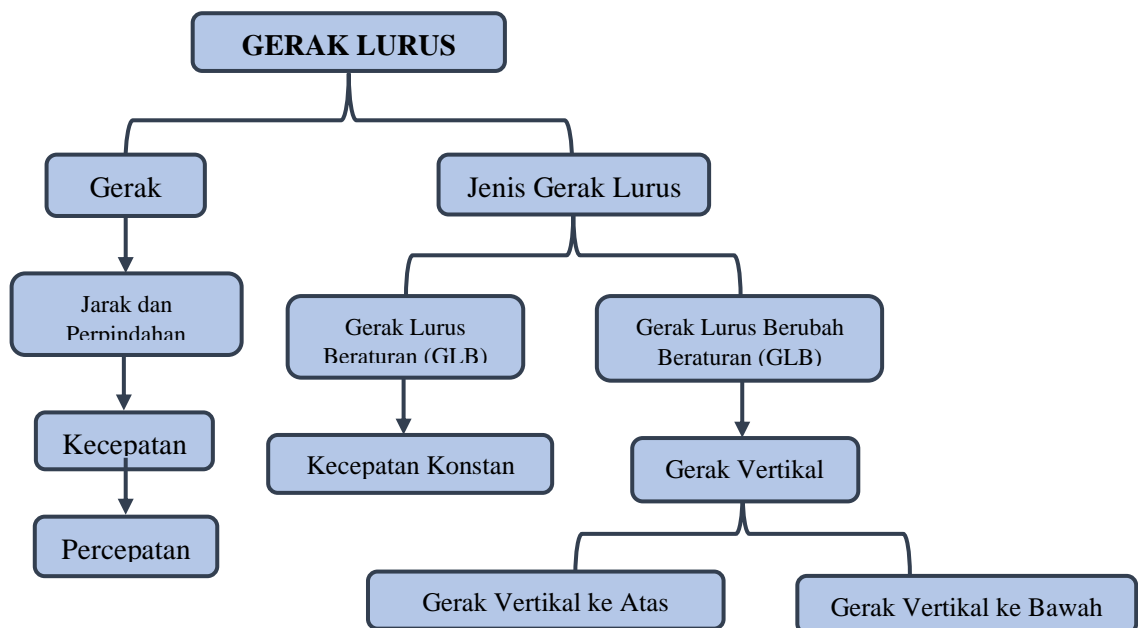 GERAK LURUS
Gerak
Jenis Gerak Lurus
Jarak dan
Perpindahan
Gerak Lurus
Beraturan (GLB)
Gerak Lurus Berubah
Beraturan (GLB)
Kecepatan
Kecepatan Konstan
Gerak Vertikal
Percepatan
Gerak Vertikal ke Atas
Gerak Vertikal ke Bawah